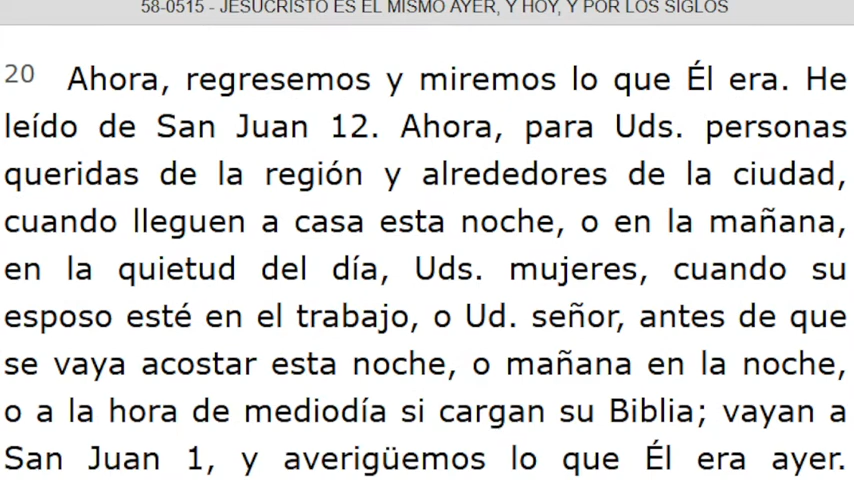 58-0515 - JESUCRISTO ES EL MISMO AYER, Y HOY, Y POR LOS SIGLOS
20 Ahora, regresemos y miremos lo que Él era. He
leído de San Juan 12. Ahora, para Uds. personas
queridas de la región y alrededores de la ciudad,
cuando lleguen a casa esta noche, o en la mañana,
en la quietud del día, Uds. mujeres, cuando su
esposo esté en el trabajo, o Ud. señor, antes de que
se vaya acostar esta noche, o mañana en la noche,
o a la hora de mediodía si cargan su Biblia; vayan a
San Juan 1, y averigüemos lo que Él era ayer.